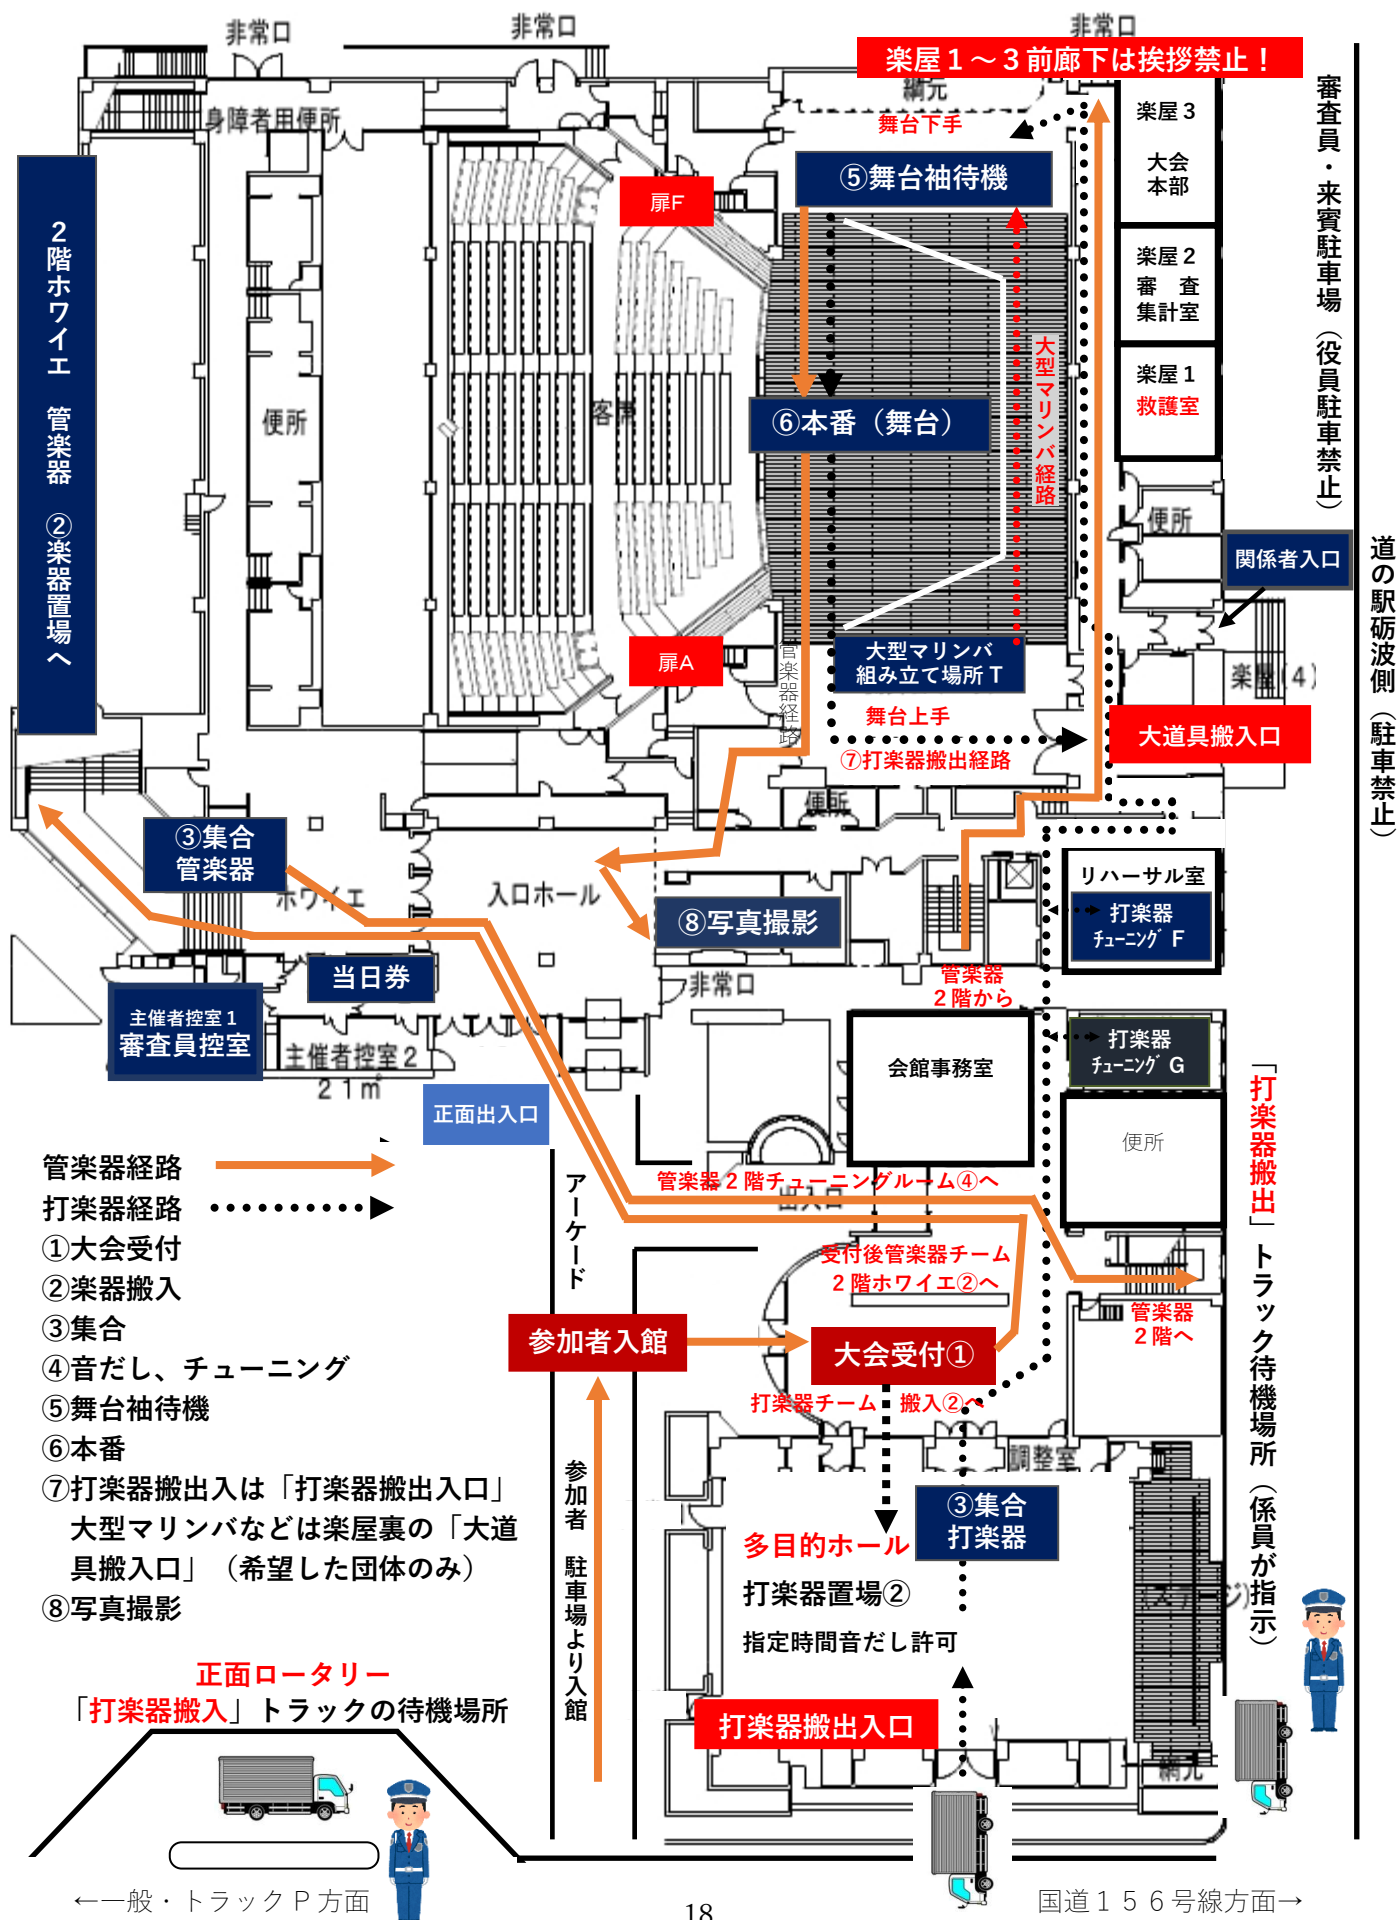 非常口
非常口
非常口
楽屋１～３前廊下は挨拶禁止！
綱元
身障者用便所
舞台下手
楽屋３
大会
本部
審査員・来賓駐車場（役員駐車禁止）
⑤舞台袖待機
扉F
２階ホワイエ　管楽器　②楽器置場へ
楽屋２
審　査
集計室
大型マリンバ経路
楽屋１
救護室
便所
客席
⑥本番（舞台）
便所
関係者入口
道の駅砺波側（駐車禁止）
扉A
管楽器経路
大型マリンバ
組み立て場所Ｔ
楽屋(４)
舞台上手
⑦打楽器搬出経路
大道具搬入口
便所
③集合
管楽器
ホワイエ
入口ホール
リハーサル室
打楽器
チューニング F
⑧写真撮影
当日券
管楽器
２階から
非常口
主催者控室１
審査員控室
主催者控室２
２１㎡
会館事務室
打楽器
チューニング G
正面出入口
便所
「打楽器搬出」トラック待機場所（係員が指示）
管楽器経路
打楽器経路
①大会受付
②楽器搬入
③集合
④音だし、チューニング
⑤舞台袖待機
⑥本番
⑦打楽器搬出入は「打楽器搬出入口」
大型マリンバなどは楽屋裏の「大道
具搬入口」（希望した団体のみ）
⑧写真撮影
アーケード
管楽器２階チューニングルーム④へ
出入口
受付後管楽器チーム
２階ホワイエ②へ
管楽器
２階へ
参加者入館
大会受付①
打楽器チーム　搬入②へ
調整室
参加者　駐車場より入館
③集合
打楽器
多目的ホール
打楽器置場②
指定時間音だし許可
(ステージ)
打楽器搬出入口
綱元
正面ロータリー
「打楽器搬入」トラックの待機場所
←一般・トラックＰ方面
18
国道１５６号線方面→